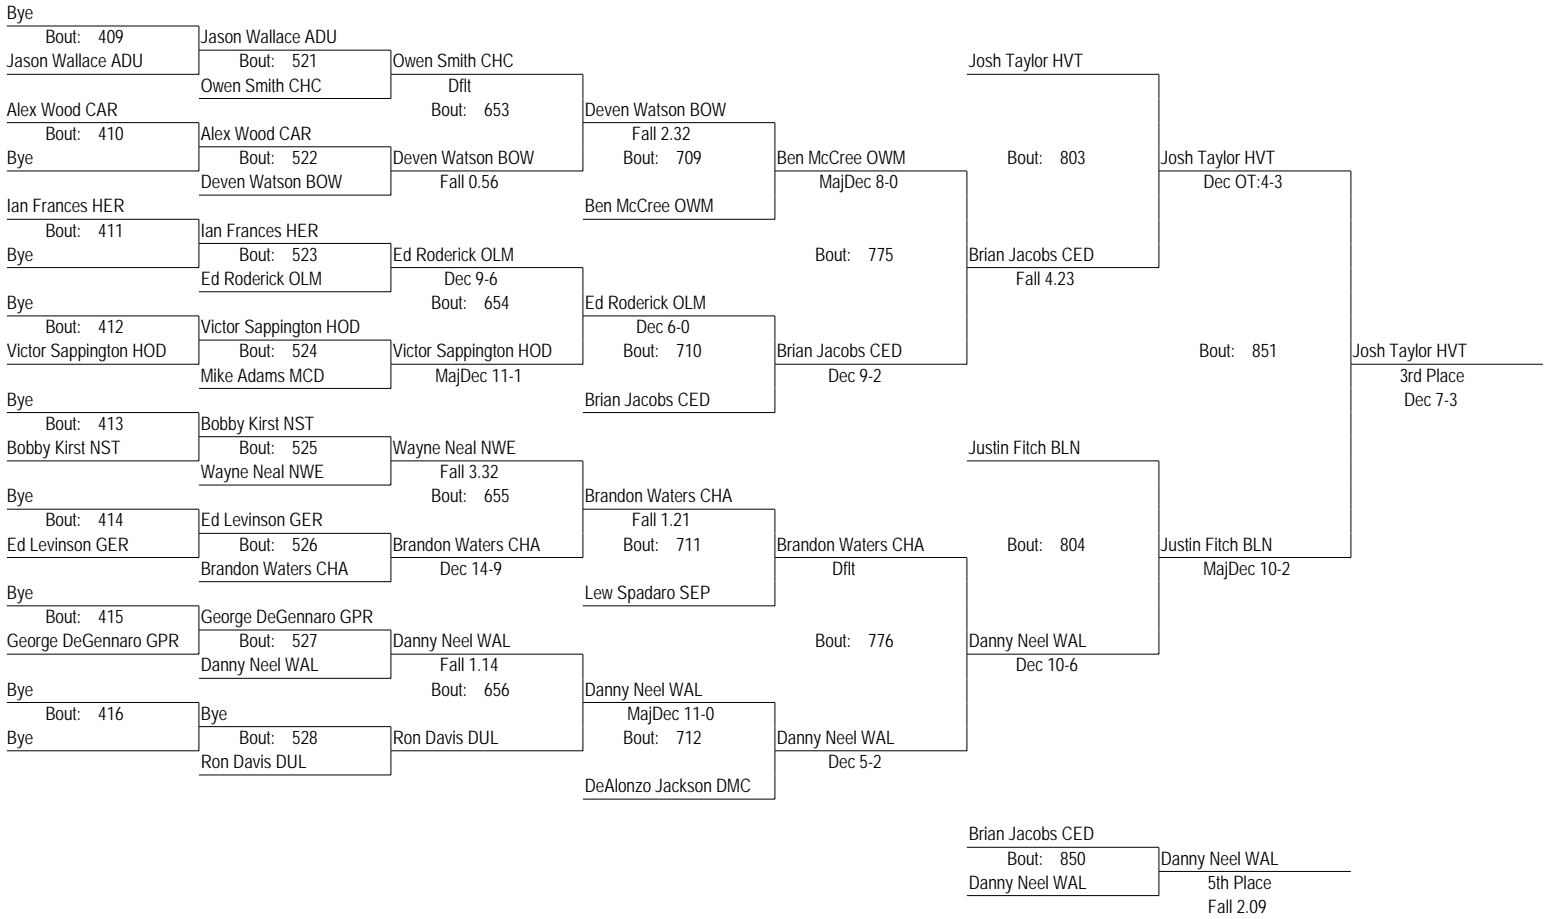 Bye
Bout: 409
Jason Wallace ADU
Alex Wood CAR
Bout: 410
Bye
Ian Frances HER
Bout: 411
Bye
Bye
Bout: 412
Victor Sappington HOD
Bye
Bout: 413
Bobby Kirst NST
Bye
Bout: 414
Ed Levinson GER
Bye
Bout: 415
George DeGennaro GPR
Bye
Bout: 416
Bye
Jason Wallace ADU
Bout: 521
Owen Smith CHC
Alex Wood CAR
Bout: 522
Deven Watson BOW
Ian Frances HER
Bout: 523
Ed Roderick OLM
Victor Sappington HOD
Bout: 524
Mike Adams MCD
Bobby Kirst NST
Bout: 525
Wayne Neal NWE
Ed Levinson GER
Bout: 526
Brandon Waters CHA
George DeGennaro GPR
Bout: 527
Danny Neel WAL
Bye
Bout: 528
Ron Davis DUL
Owen Smith CHC
Dflt
Bout: 653
Deven Watson BOW
Fall 0.56
Ed Roderick OLM
Dec 9-6
Bout: 654
Victor Sappington HOD
MajDec 11-1
Wayne Neal NWE
Fall 3.32
Bout: 655
Brandon Waters CHA
Dec 14-9
Danny Neel WAL
Fall 1.14
Bout: 656
Ron Davis DUL
Deven Watson BOW
Fall 2.32
Bout: 709
Ben McCree OWM
Ed Roderick OLM
Dec 6-0
Bout: 710
Brian Jacobs CED
Brandon Waters CHA
Fall 1.21
Bout: 711
Lew Spadaro SEP
Danny Neel WAL
MajDec 11-0
Bout: 712
DeAlonzo Jackson DMC
Ben McCree OWM
MajDec 8-0
Bout: 775
Brian Jacobs CED
Dec 9-2
Brandon Waters CHA
Dflt
Bout: 776
Danny Neel WAL
Dec 5-2
Josh Taylor HVT
Bout: 803
Brian Jacobs CED
Fall 4.23
Justin Fitch BLN
Bout: 804
Danny Neel WAL
Dec 10-6
Josh Taylor HVT
Dec OT:4-3
Bout: 851
Justin Fitch BLN
MajDec 10-2
Josh Taylor HVT
3rd Place
Dec 7-3
Brian Jacobs CED
Bout: 850
Danny Neel WAL
Danny Neel WAL
5th Place
Fall 2.09